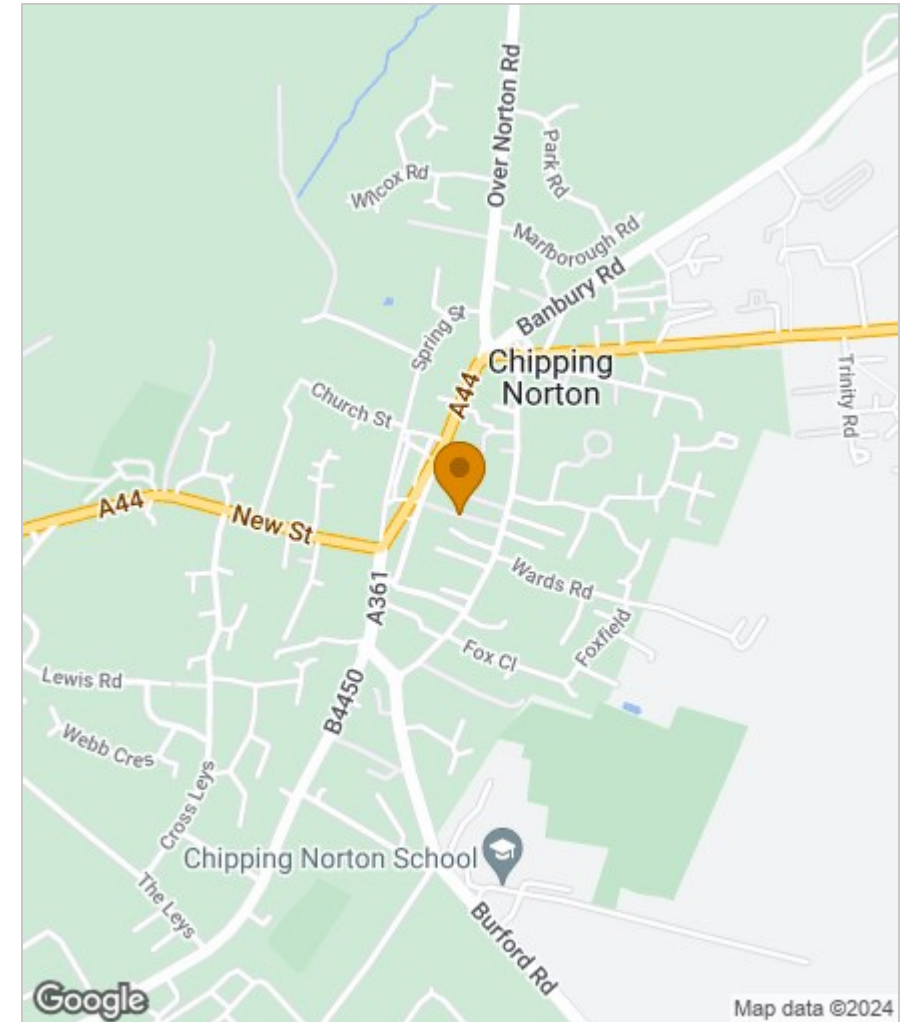 Over Norton Rd
Park Rd
Wilcox Rd
Marlborough Rd
Banbury Rd
Spring St
Chipping
Norton
A44
Trinity Rd
Church St
A44
New St
Wards Rd
A361
Foxfield
Fox Cl
Lewis Rd
B4450
Webb Cres
Cross Leys
Chipping Norton School
The Leys
Burford Rd
Google
Map data ©2024